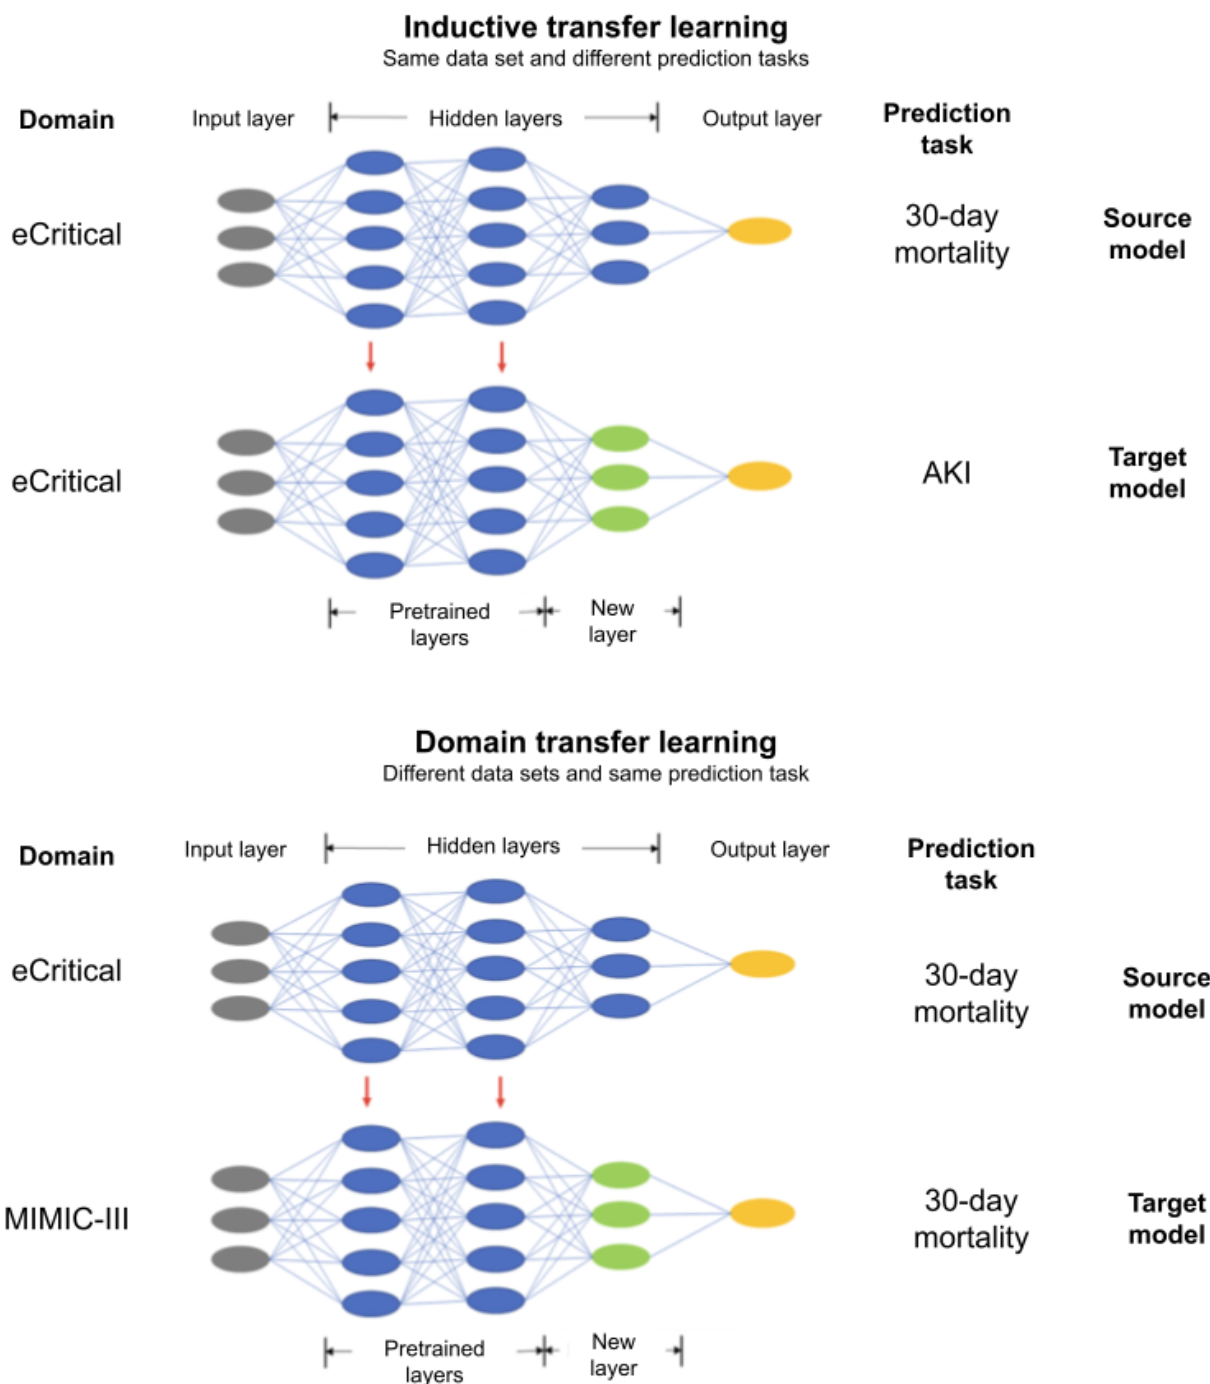 Inductive transfer learning
Same data set and different prediction tasks
Domain
Input layer
Hidden layers
Output layer
Prediction
task
eCritical
30-day
mortality
Source
model
eCritical
AKI
Target
model
Pretrained
layers
New
layer
Domain transfer learning
Different data sets and same prediction task
Domain
Input layer
Hidden layers
Output layer
Prediction
task
eCritical
30-day
mortality
Source
model
MIMIC-III
30-day
mortality
Target
model
Pretrained
layers
New
layer